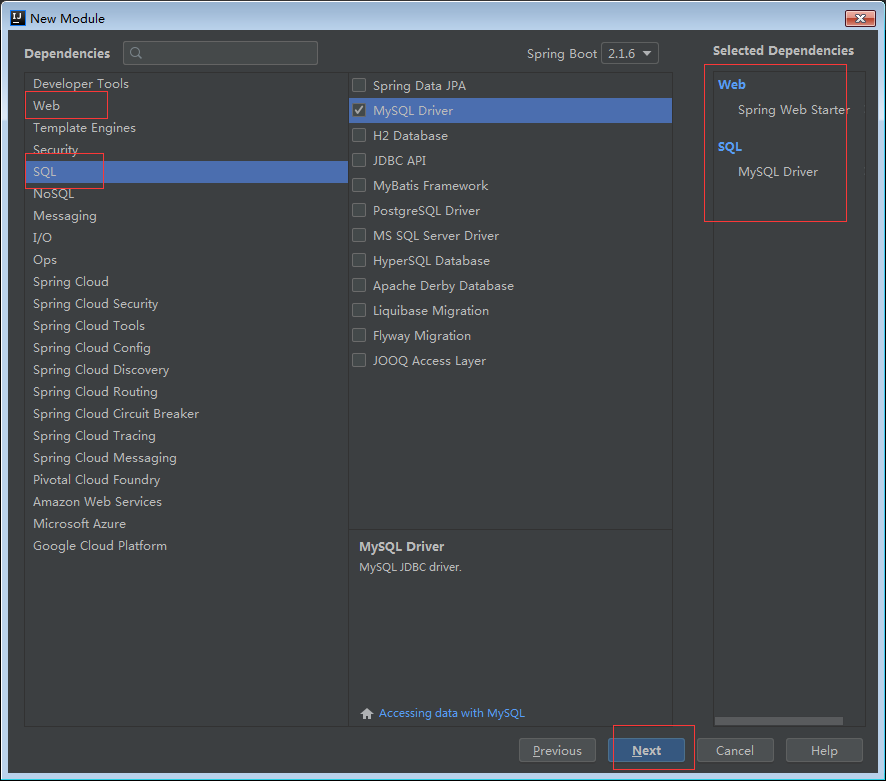 New Module
Dependencies
Spring Boot 2.1.6
Selected Dependencies
Developer Tools
Web
Template Engines
Security
SQL
NoSQL
Messaging
I/O
Ops
Spring Cloud
Spring Cloud Security
Spring Cloud Tools
Spring Cloud Config
Spring Cloud Discovery
Spring Cloud Routing
Spring Cloud Circuit Breaker
Spring Cloud Tracing
Spring Cloud Messaging
Pivotal Cloud Foundry
Amazon Web Services
Microsoft Azure
Google Cloud Platform
Spring Data JPA
MySQL Driver
H2 Database
JDBC API
MyBatis Framework
PostgreSQL Driver
MS SQL Server Driver
HyperSQL Database
Apache Derby Database
Liquibase Migration
Flyway Migration
JOOQ Access Layer
MySQL Driver
MySQL JDBC driver.
Accessing data with MySQL
Web
Spring Web Starter
SQL
MySQL Driver
Previous
Next
Cancel
Help